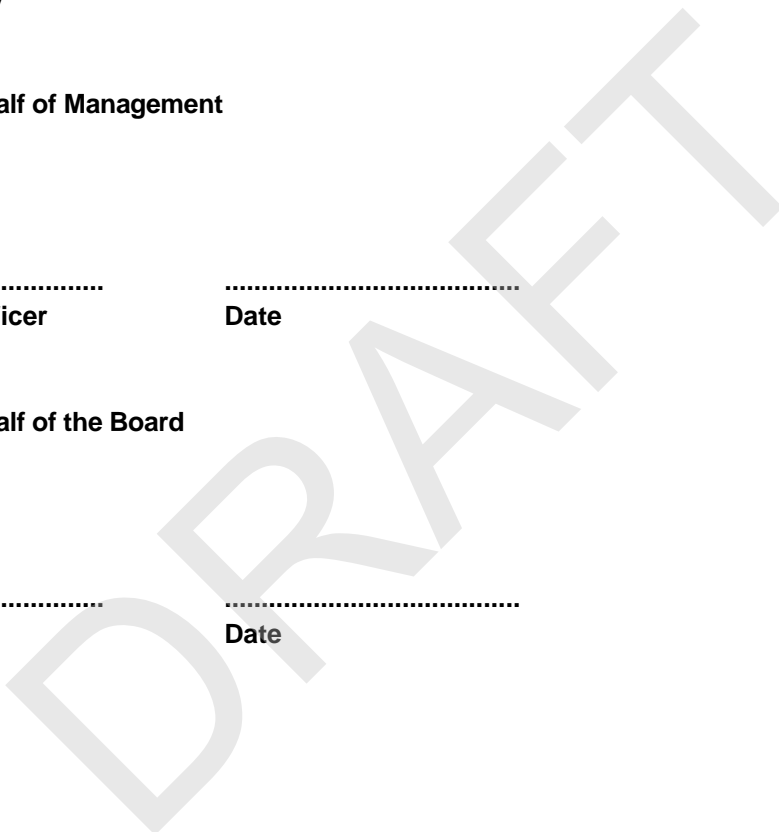 alf of Management
.............. ........................................
icer Date
alf of the Board
.............. ........................................
Date
DRAFT